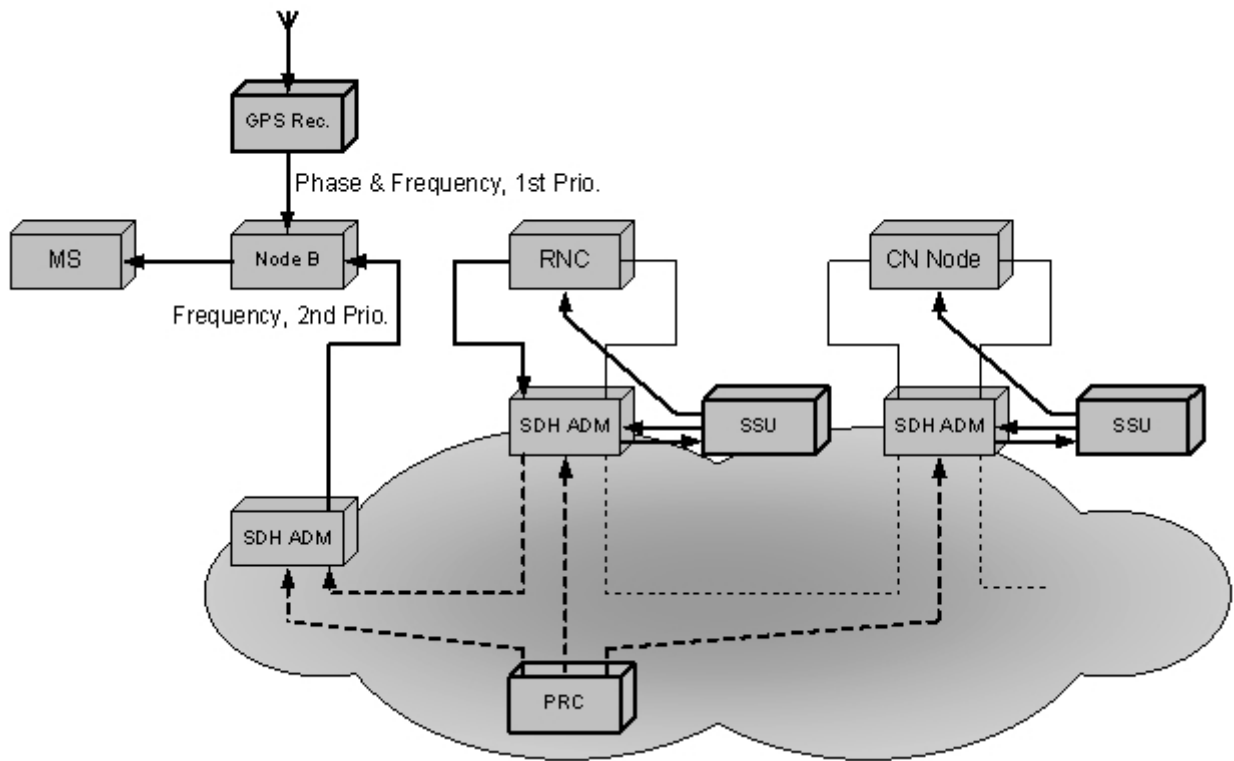 GPS Rec.
Phase & Frequency, 1st Prio.
MS
Node B
RNC
CN Node
Frequency, 2nd Prio.
SDH ADM
SSU
SDH ADM
SSU
SDH ADM
PRC